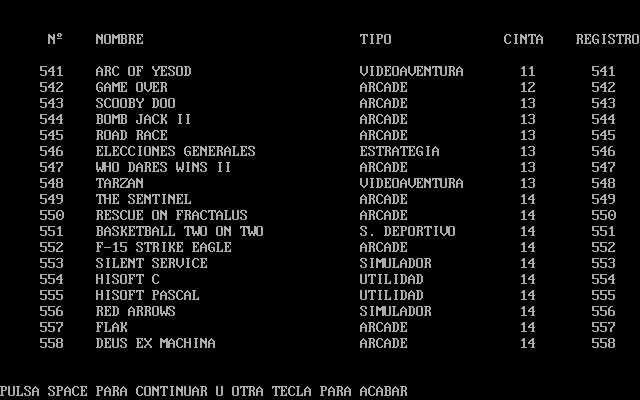 Nº NOMBRE TIPO CINTA REGISTRO
541 ARC OF YESOD VIDEOAVENTURA 11 541
542 GAME OVER ARCADE 12 542
543 SCOOBY DOO ARCADE 13 543
544 BOMB JACK II ARCADE 13 544
545 ROAD RACE ARCADE 13 545
546 ELECCIONES GENERALES ESTRATEGIA 13 546
547 WHO DARES WINS II ARCADE 13 547
548 TARZAN VIDEOAVENTURA 13 548
549 THE SENTINEL ARCADE 14 549
550 RESCUE ON FRACTALUS ARCADE 14 550
551 BASKETBALL TWO ON TWO S. DEPORTIVO 14 551
552 F-15 STRIKE EAGLE ARCADE 14 552
553 SILENT SERVICE SIMULADOR 14 553
554 HISOFT C UTILIDAD 14 554
555 HISOFT PASCAL UTILIDAD 14 555
556 RED ARROWS SIMULADOR 14 556
557 FLAK ARCADE 14 557
558 DEUS EX MACHINA ARCADE 14 558
PULSA SPACE PARA CONTINUAR U OTRA TECLA PARA ACABAR